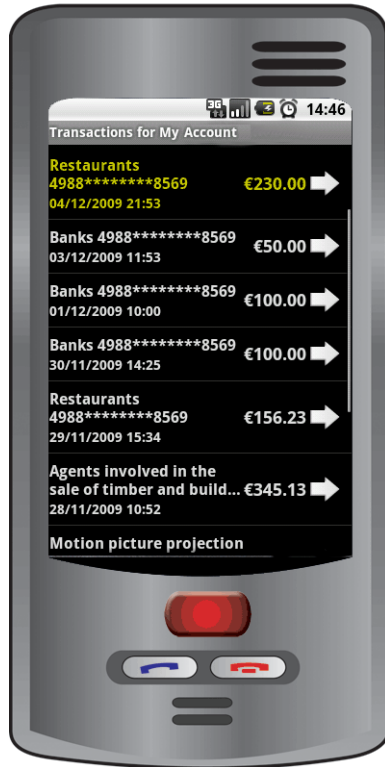 3G 14:46
Transactions for My Account
Restaurants
4988********8569 €230.00
04/12/2009 21:53
Banks 4988********8569 €50.00
03/12/2009 11:53
Banks 4988********8569 €100.00
01/12/2009 10:00
Banks 4988********8569 €100.00
30/11/2009 14:25
Restaurants
4988********8569 €156.23
29/11/2009 15:34
Agents involved in the
sale of timber and build... €345.13
28/11/2009 10:52
Motion picture projection